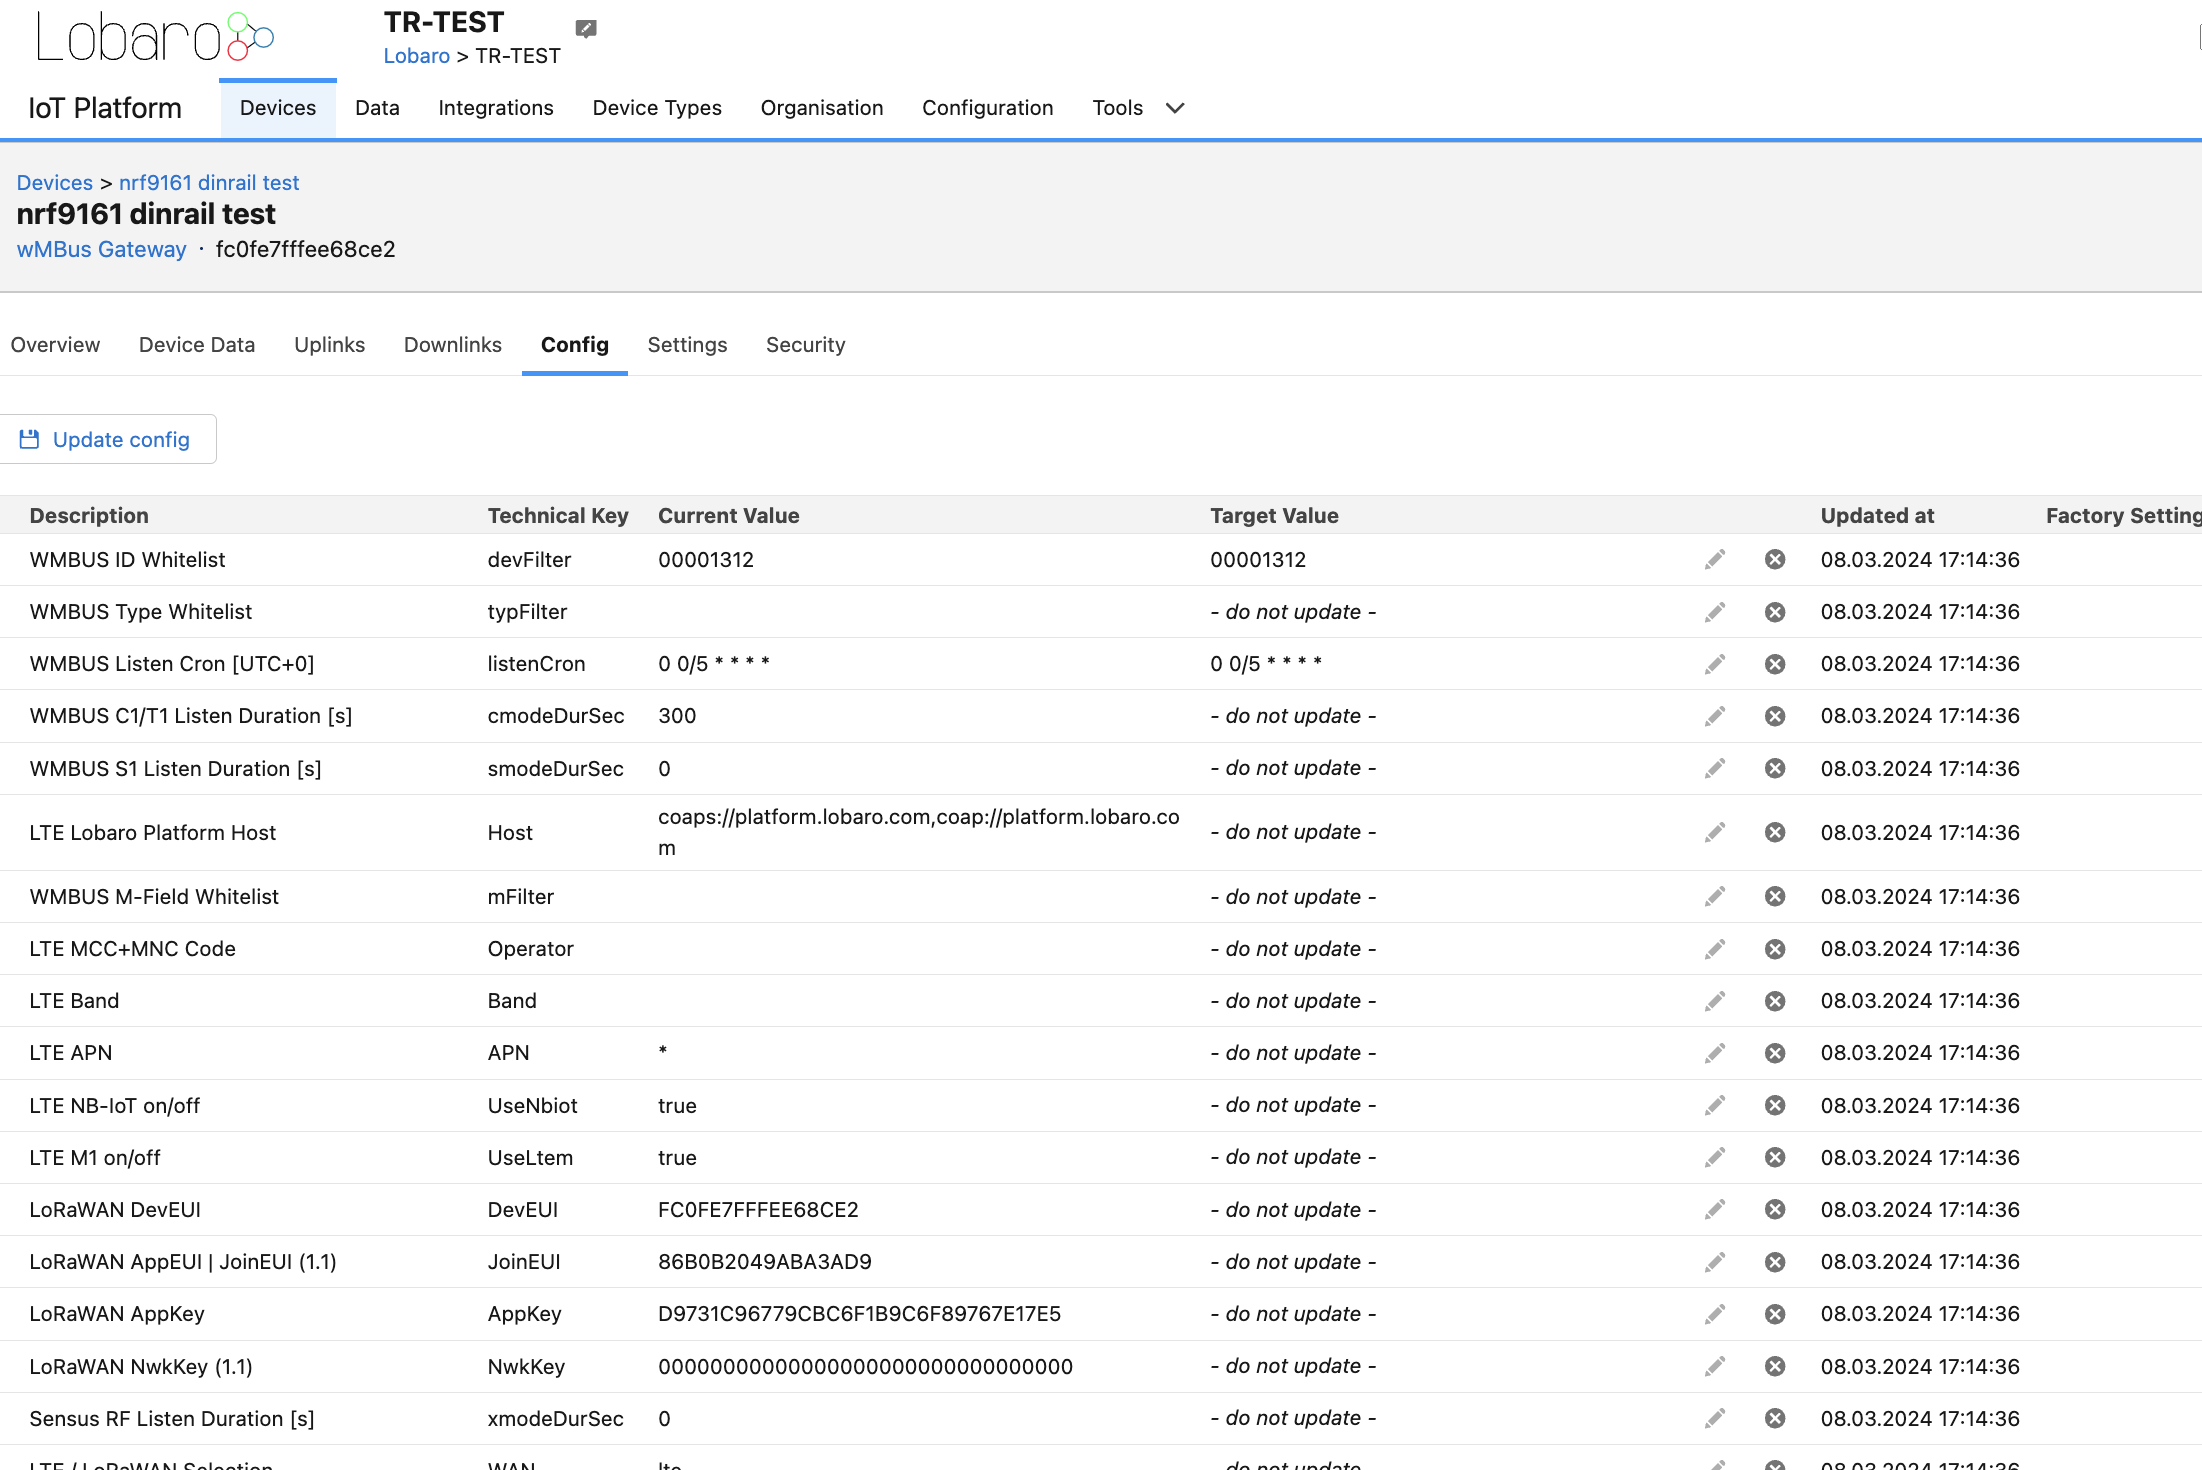 Lobaro
TR-TEST
Lobaro > TR-TEST
IoT Platform Devices Data Integrations Device Types Organisation Configuration Tools
Devices > nrf9161 dinrail test
nrf9161 dinrail test
wMBus Gateway · fc0fe7fffee68ce2
Overview Device Data Uplinks Downlinks Config Settings Security
Update config
Description Technical Key Current Value Target Value Updated at Factory Setting
WMBUS ID Whitelist devFilter 00001312 00001312 08.03.2024 17:14:36
WMBUS Type Whitelist typFilter - do not update - 08.03.2024 17:14:36
WMBUS Listen Cron [UTC+0] listenCron 0 0/5 * * * * 0 0/5 * * * * 08.03.2024 17:14:36
WMBUS C1/T1 Listen Duration [s] cmodeDurSec 300 - do not update - 08.03.2024 17:14:36
WMBUS S1 Listen Duration [s] smodeDurSec 0 - do not update - 08.03.2024 17:14:36
LTE Lobaro Platform Host Host coaps://platform.lobaro.com,coap://platform.lobaro.co - do not update - 08.03.2024 17:14:36
m
WMBUS M-Field Whitelist mFilter - do not update - 08.03.2024 17:14:36
LTE MCC+MNC Code Operator - do not update - 08.03.2024 17:14:36
LTE Band Band - do not update - 08.03.2024 17:14:36
LTE APN APN * - do not update - 08.03.2024 17:14:36
LTE NB-IoT on/off UseNbiot true - do not update - 08.03.2024 17:14:36
LTE M1 on/off UseLtem true - do not update - 08.03.2024 17:14:36
LoRaWAN DevEUI DevEUI FC0FE7FFFEE68CE2 - do not update - 08.03.2024 17:14:36
LoRaWAN AppEUI | JoinEUI (1.1) JoinEUI 86B0B2049ABA3AD9 - do not update - 08.03.2024 17:14:36
LoRaWAN AppKey AppKey D9731C96779CBC6F1B9C6F89767E17E5 - do not update - 08.03.2024 17:14:36
LoRaWAN NwkKey (1.1) NwkKey 00000000000000000000000000000000 - do not update - 08.03.2024 17:14:36
Sensus RF Listen Duration [s] xmodeDurSec 0 - do not update - 08.03.2024 17:14:36
LTE / LoRaWAN Selection WAN lte - do not update - 08.03.2024 17:14:36